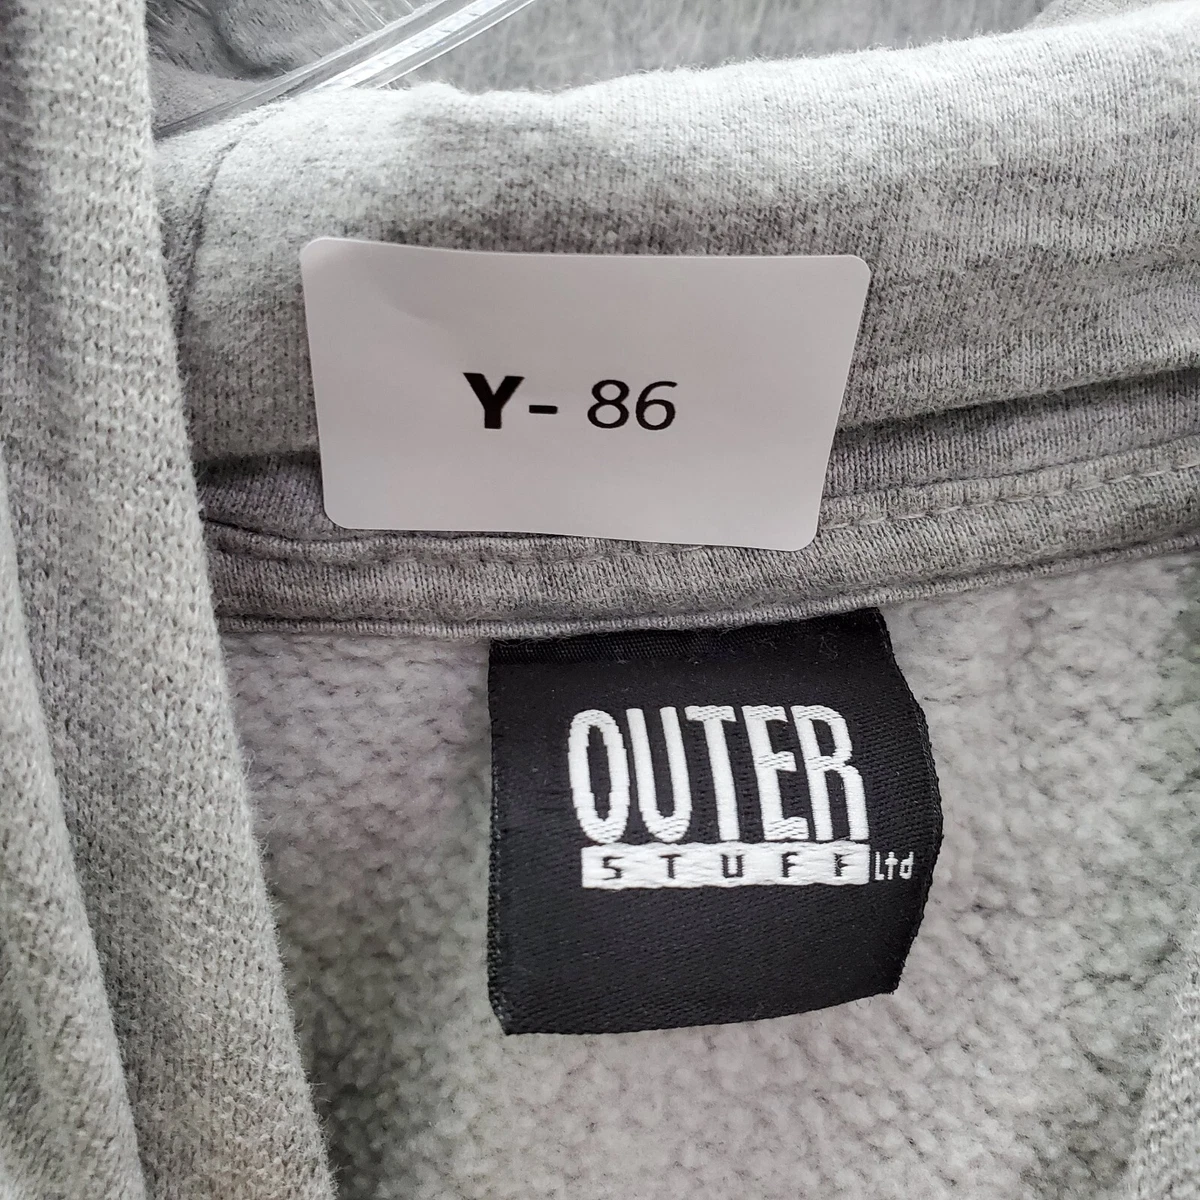 Y- 86
OUTER
STUFF Ltd